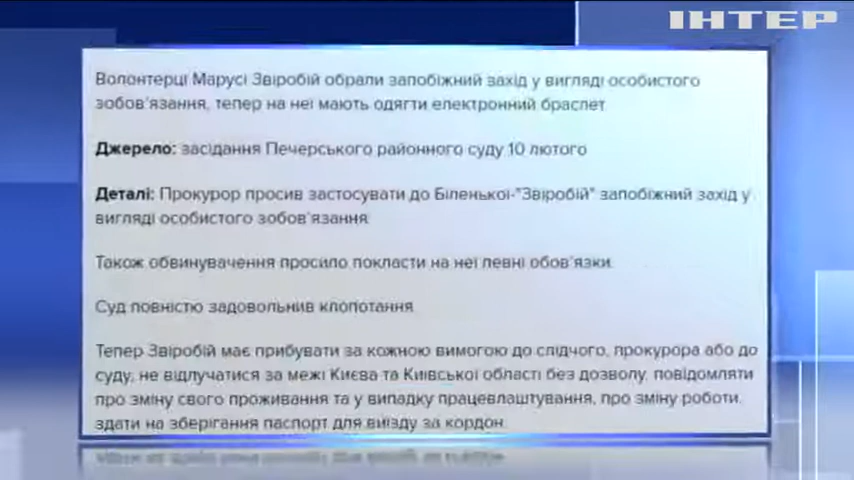 ІНТЕР
Волонтерці Марусі Звіробій обрали запобіжний захід у вигляді особистого
зобов'язання, тепер на неї мають одягти електронний браслет
Джерело: засідання Печерського районного суду 10 лютого
Деталі: Прокурор просив застосувати до Біленької-"Звіробій" запобіжний захід у
вигляді особистого зобов'язання
Також обвинувачення просило покласти на неї певні обов'язки.
Суд повністю задовольнив клопотання
Тепер Звіробій має прибувати за кожною вимогою до слідчого, прокурора або до
суду, не відлучатися за межі Києва та Київської області без дозволу, повідомляти
про зміну свого проживання та у випадку працевлаштування, про зміну роботи,
здати на зберігання паспорт для виїзду за кордон